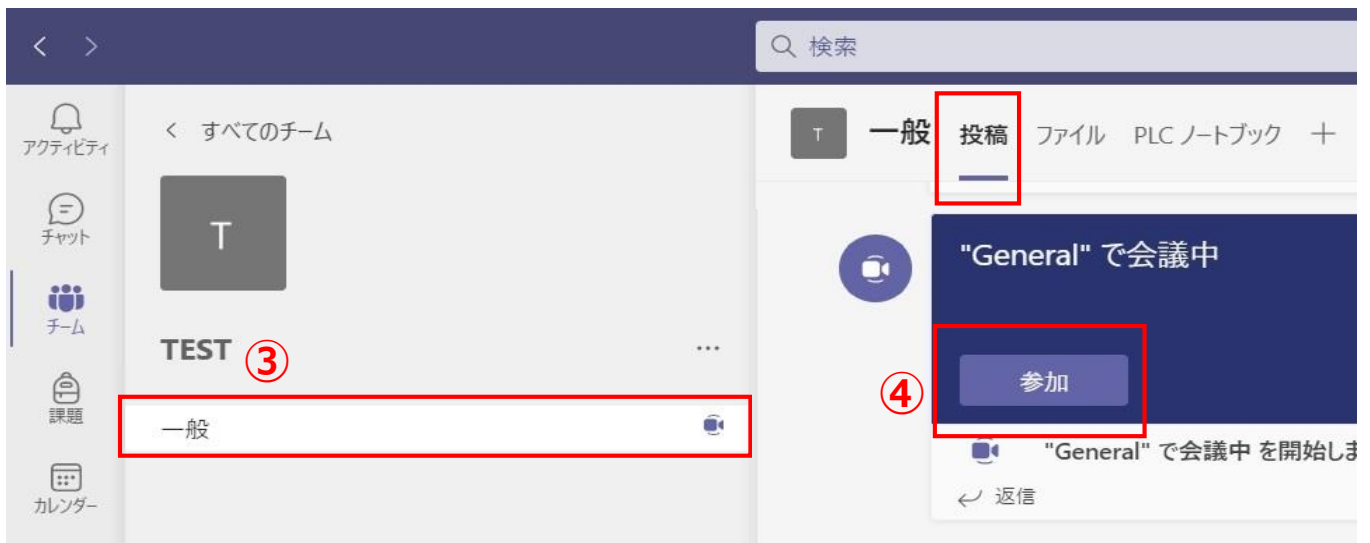 検索
アクティビティ
チャット
チーム
課題
カレンダー
すべてのチーム
T
TEST ③
一般
T 一般 投稿 ファイル PLC ノートブック
"General" で会議中
④ 参加
"General" で会議中 を開始しま
返信